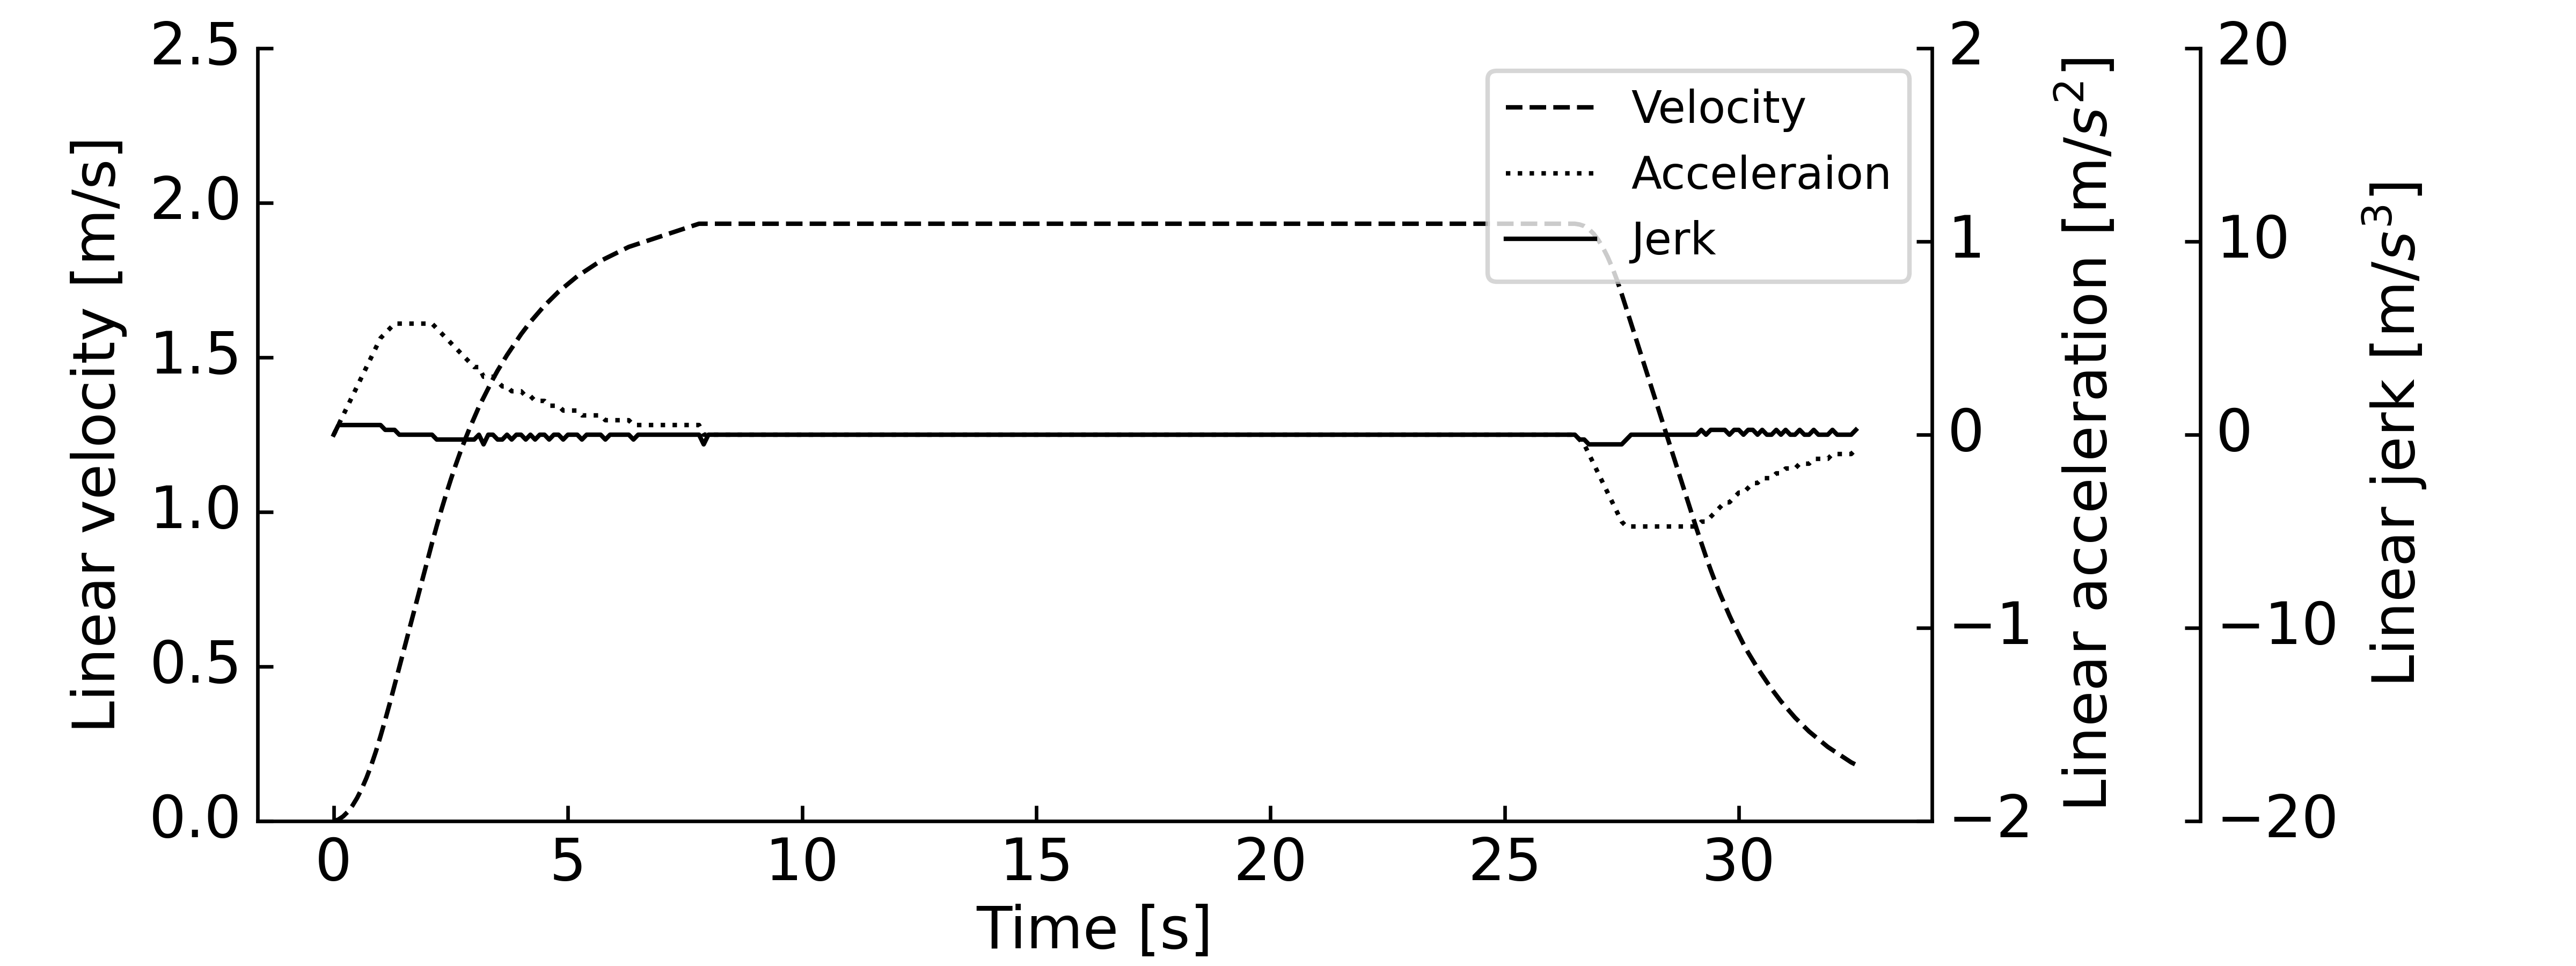 Linear velocity [m/s]
2.5
2.0
1.5
1.0
0.5
0.0
0 5 10 15 20 25 30
Time [s]
Velocity
Acceleraion
Jerk
2
1
0
−1
−2
Linear acceleration [m/s²]
20
10
0
−10
−20
Linear jerk [m/s³]